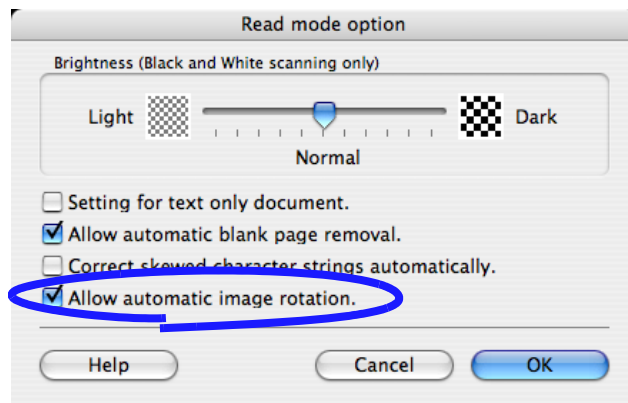 Read mode option
Brightness (Black and White scanning only)
Light Dark
Normal
Setting for text only document.
Allow automatic blank page removal.
Correct skewed character strings automatically.
Allow automatic image rotation.
Help Cancel OK